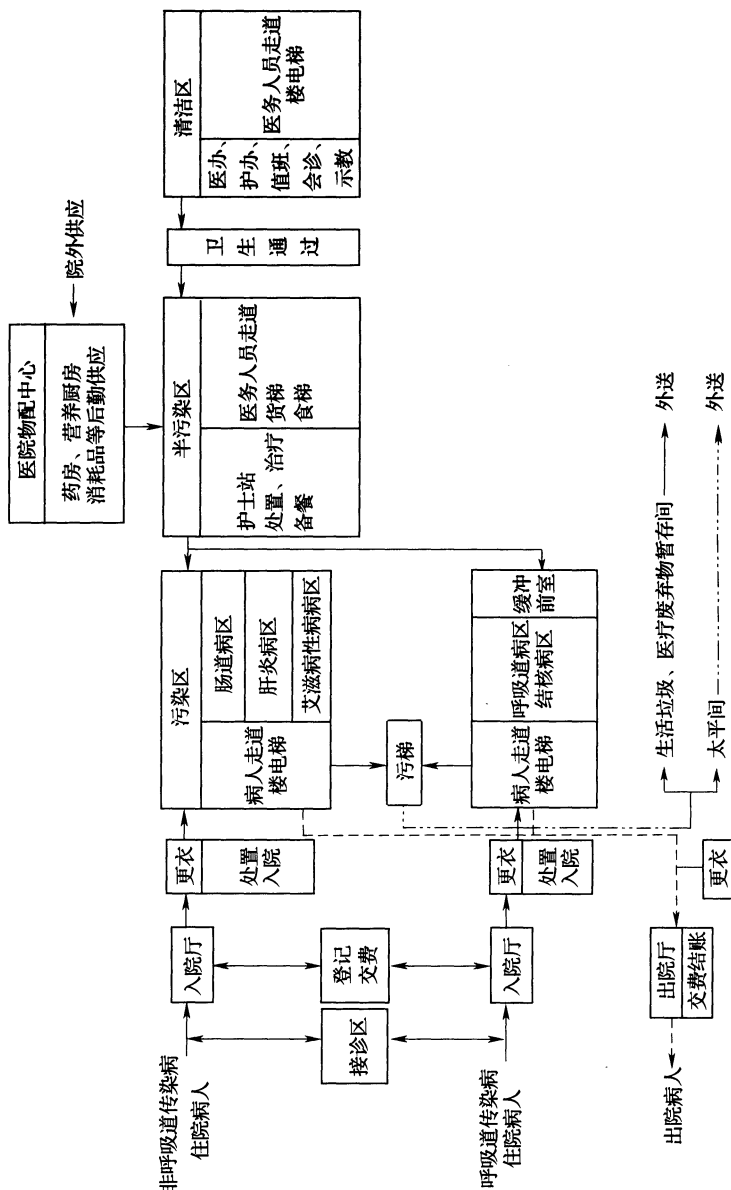 医院物配中心
药房、营养厨房
消耗品等后勤供应
院外供应
清洁区
医办、
护办、
值班、
会诊、
示教
医务人员走道
楼电梯
卫生通过
半污染区
护士站
处置、治疗
备餐
医务人员走道
货梯
食梯
污染区
病人走道
楼电梯
肠道病区
肝炎病区
艾滋病性病病区
污梯
病人走道
楼电梯
呼吸道病区
结核病区
缓冲
前室
更衣
处置
入院
更衣
处置
入院
入院厅
登记
交费
入院厅
接诊区
非呼吸道传染病
住院病人
呼吸道传染病
住院病人
生活垃圾、医疗废弃物暂存间
外送
太平间
外送
更衣
出院厅
交费结账
出院病人